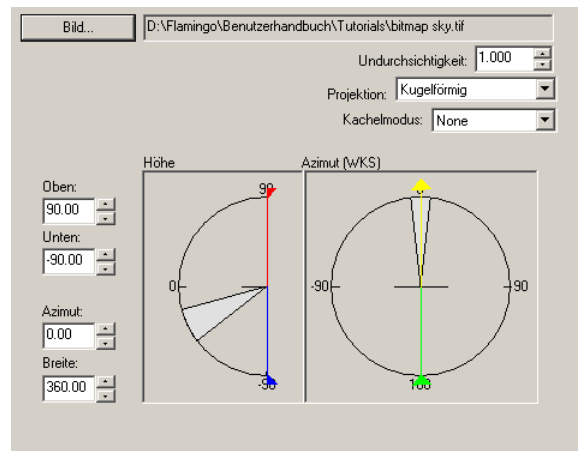 Bild... D:\Flamingo\Benutzerhandbuch\Tutorials\bitmap sky.tif
Undurchsichtigkeit: 1.000
Projektion: Kugelförmig
Kachelmodus: None
Höhe Azimut (WKS)
Oben:
90.00
Unten:
-90.00
Azimut:
0.00
Breite:
360.00
90
0
-90
0
-90 90
180